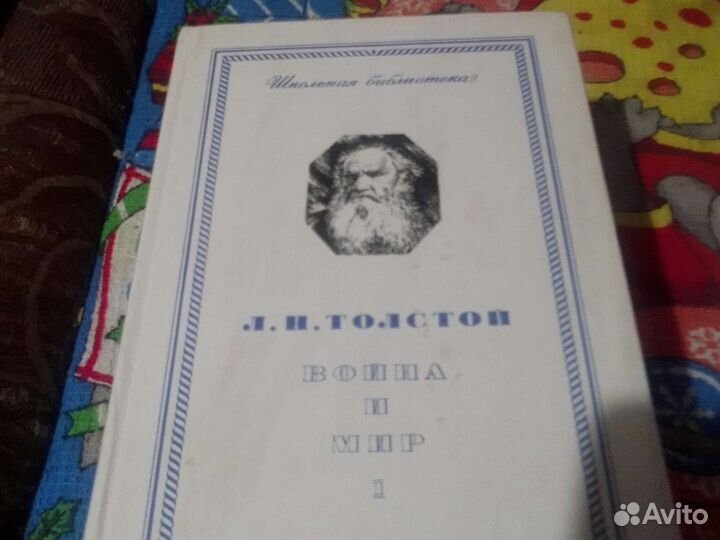 Школьная библиотека
Л. Н. ТОЛСТОЙ
ВОЙНА
И
МИР
1
Avito